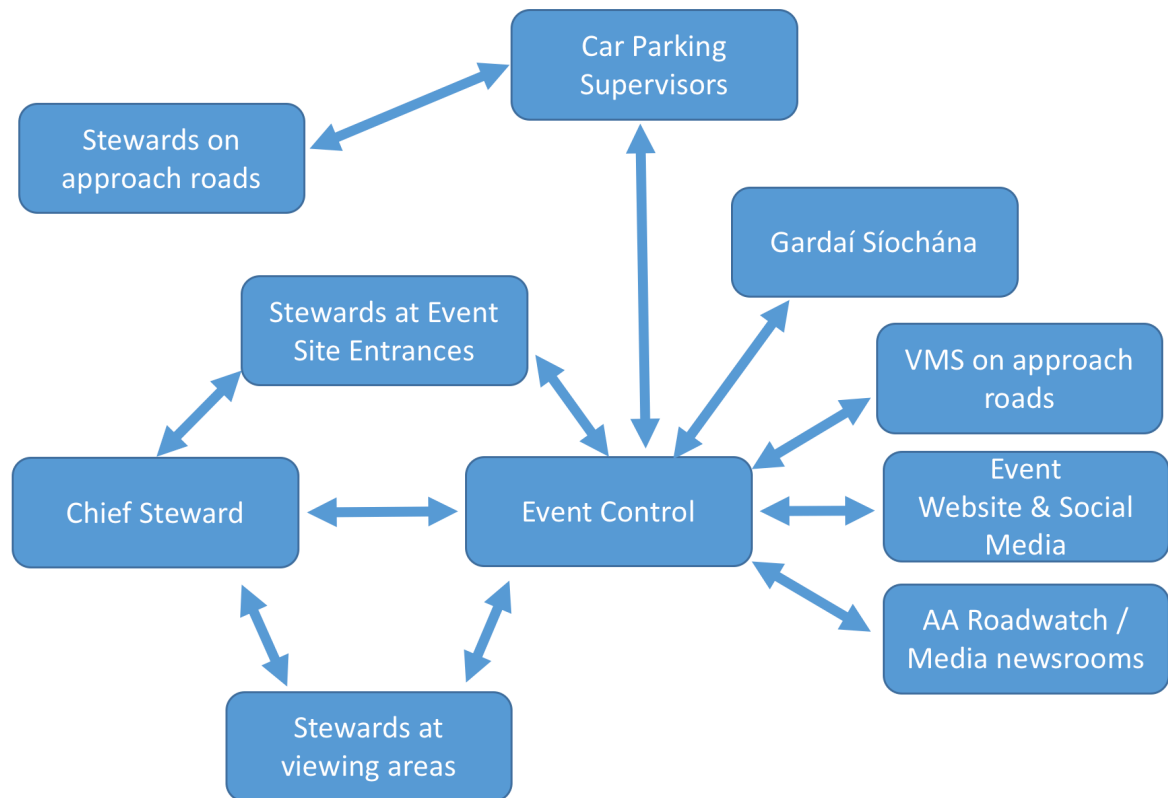 Car Parking
Supervisors
Stewards on
approach roads
Gardaí Síochána
Stewards at Event
Site Entrances
VMS on approach
roads
Chief Steward
Event Control
Event
Website & Social
Media
AA Roadwatch /
Media newsrooms
Stewards at
viewing areas